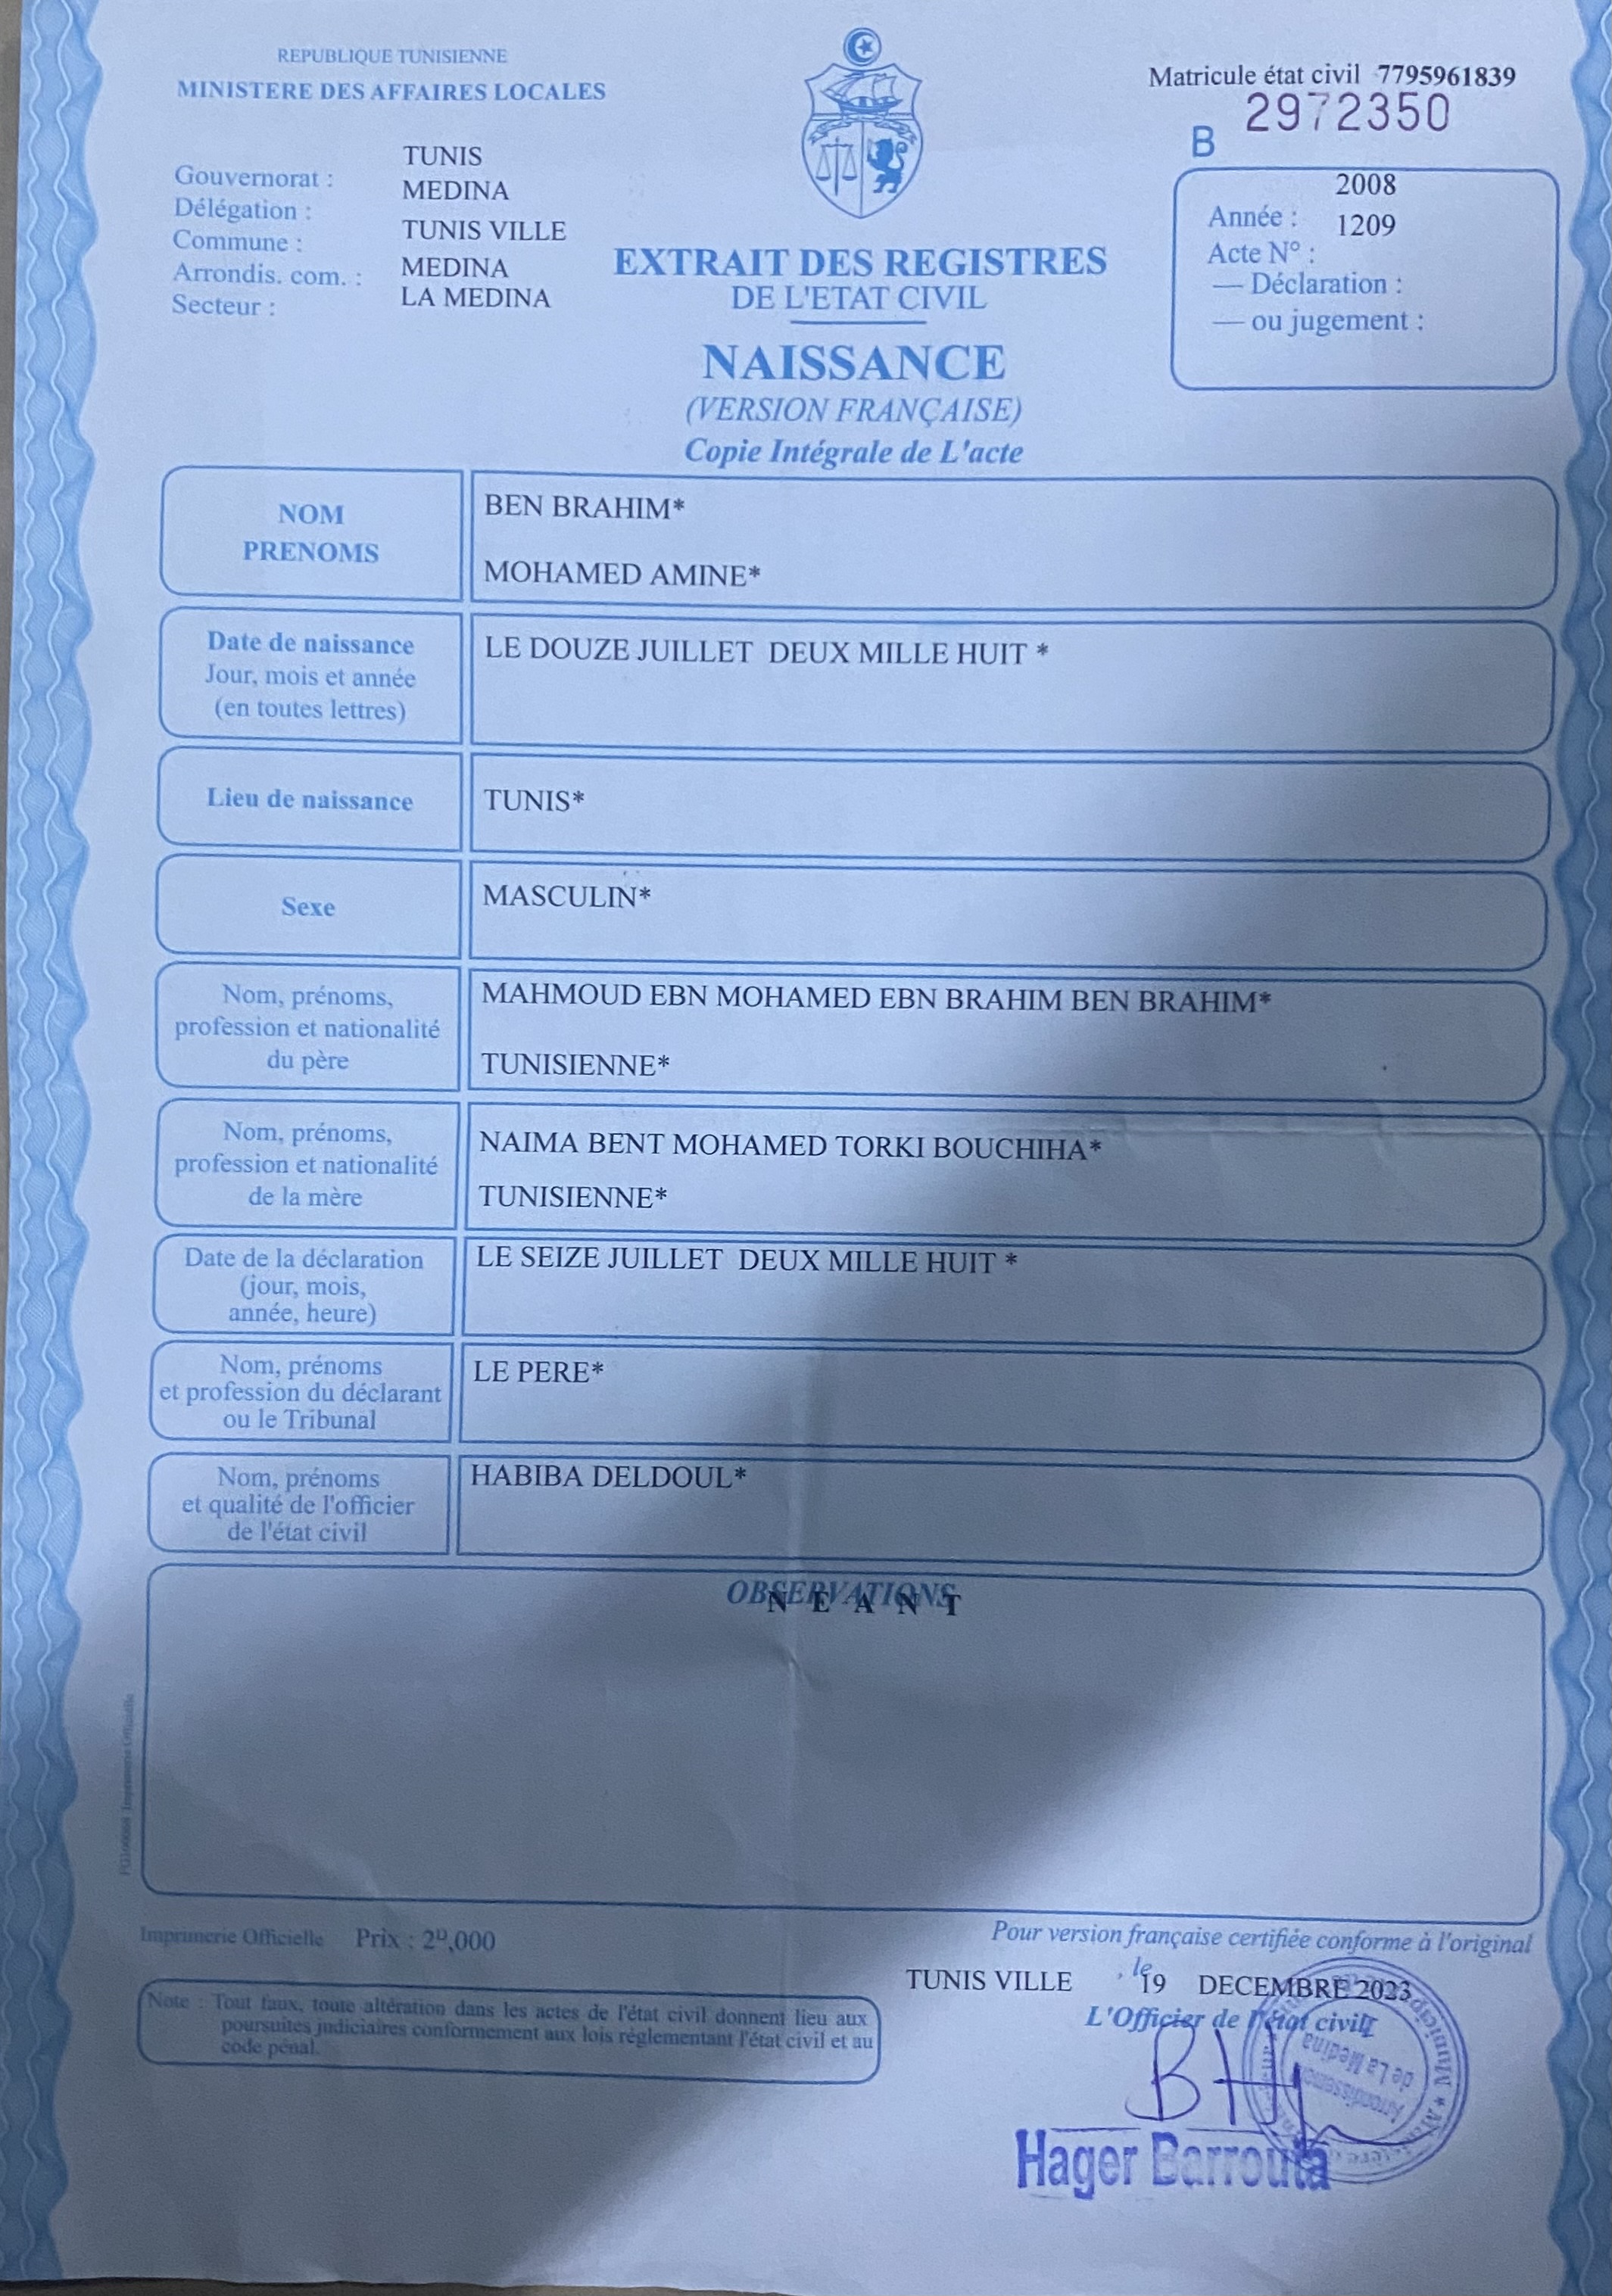 REPUBLIQUE TUNISIENNE
MINISTERE DES AFFAIRES LOCALES
Matricule état civil 7795961839
B 2972350
Gouvernorat : TUNIS
Délégation : MEDINA
Commune : TUNIS VILLE
Arrondis. com. : MEDINA
Secteur : LA MEDINA
Année : 2008
Acte N° : 1209
— Déclaration :
— ou jugement :
EXTRAIT DES REGISTRES
DE L'ETAT CIVIL
NAISSANCE
(VERSION FRANÇAISE)
Copie Intégrale de L'acte
NOM
PRENOMS
BEN BRAHIM*
MOHAMED AMINE*
Date de naissance
Jour, mois et année
(en toutes lettres)
LE DOUZE JUILLET DEUX MILLE HUIT *
Lieu de naissance
TUNIS*
Sexe
MASCULIN*
Nom, prénoms,
profession et nationalité
du père
MAHMOUD EBN MOHAMED EBN BRAHIM BEN BRAHIM*
TUNISIENNE*
Nom, prénoms,
profession et nationalité
de la mère
NAIMA BENT MOHAMED TORKI BOUCHIHA*
TUNISIENNE*
Date de la déclaration
(jour, mois,
année, heure)
LE SEIZE JUILLET DEUX MILLE HUIT *
Nom, prénoms
et profession du déclarant
ou le Tribunal
LE PERE*
Nom, prénoms
et qualité de l'officier
de l'état civil
HABIBA DELDOUL*
OBSERVATIONS
N E A N T
Imprimerie Officielle Prix : 2ᴰ,000
Pour version française certifiée conforme à l'original
TUNIS VILLE , le 19 DECEMBRE 2023
L'Officier de l'état civil
Note : Tout faux, toute altération dans les actes de l'état civil donnent lieu aux
poursuites judiciaires conformement aux lois règlementant l'état civil et au
code pénal.
Arrondissement
de La Medina
Hager Barrouta